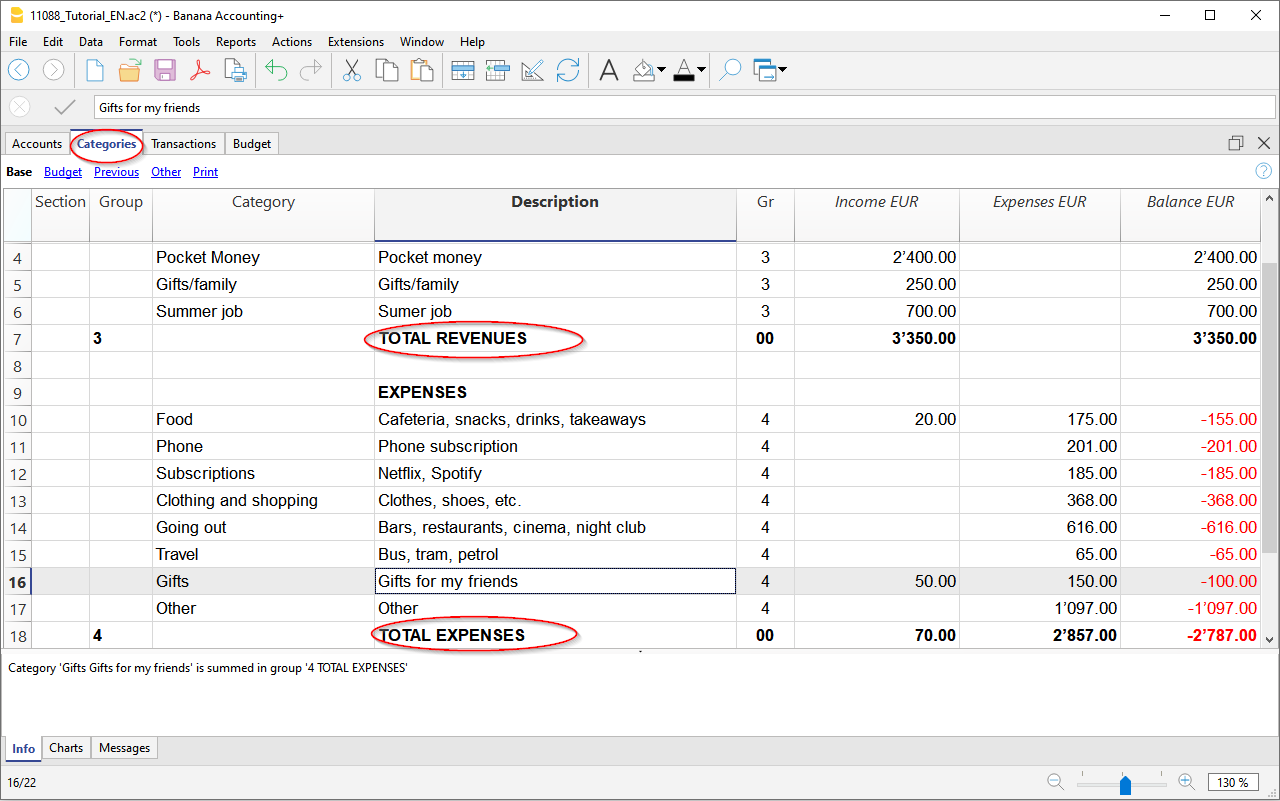 11088_Tutorial_EN.ac2 (*) - Banana Accounting+
File Edit Data Format Tools Reports Actions Extensions Window Help
Gifts for my friends
Accounts Categories Transactions Budget
Base Budget Previous Other Print
Section Group Category Description Gr Income EUR Expenses EUR Balance EUR
4 Pocket Money Pocket money 3 2’400.00 2’400.00
5 Gifts/family Gifts/family 3 250.00 250.00
6 Summer job Sumer job 3 700.00 700.00
7 3 TOTAL REVENUES 00 3’350.00 3’350.00
8
9 EXPENSES
10 Food Cafeteria, snacks, drinks, takeaways 4 20.00 175.00 -155.00
11 Phone Phone subscription 4 201.00 -201.00
12 Subscriptions Netflix, Spotify 4 185.00 -185.00
13 Clothing and shopping Clothes, shoes, etc. 4 368.00 -368.00
14 Going out Bars, restaurants, cinema, night club 4 616.00 -616.00
15 Travel Bus, tram, petrol 4 65.00 -65.00
16 Gifts Gifts for my friends 4 50.00 150.00 -100.00
17 Other Other 4 1’097.00 -1’097.00
18 4 TOTAL EXPENSES 00 70.00 2’857.00 -2’787.00
Category 'Gifts Gifts for my friends' is summed in group '4 TOTAL EXPENSES'
Info Charts Messages
16/22 130 %